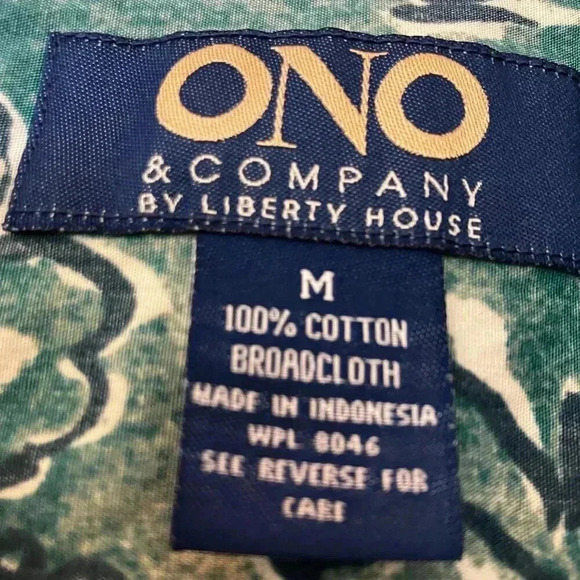 ONO
& COMPANY
BY LIBERTY HOUSE
M
100% COTTON
BROADCLOTH
MADE IN INDONESIA
WPL 8046
SEE REVERSE FOR
CARE